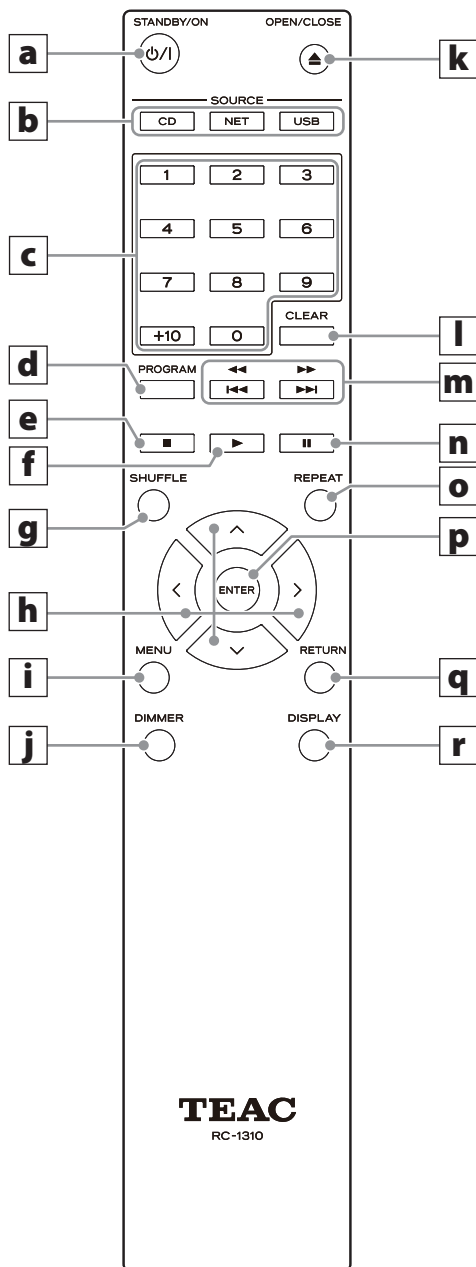 STANDBY/ON OPEN/CLOSE
a
k
SOURCE
b
CD NET USB
1 2 3
4 5 6
c
7 8 9
CLEAR
+10 0
l
d
PROGRAM
m
e
n
f
SHUFFLE REPEAT
g
o
p
ENTER
h
MENU RETURN
i
q
DIMMER DISPLAY
j
r
TEAC
RC-1310